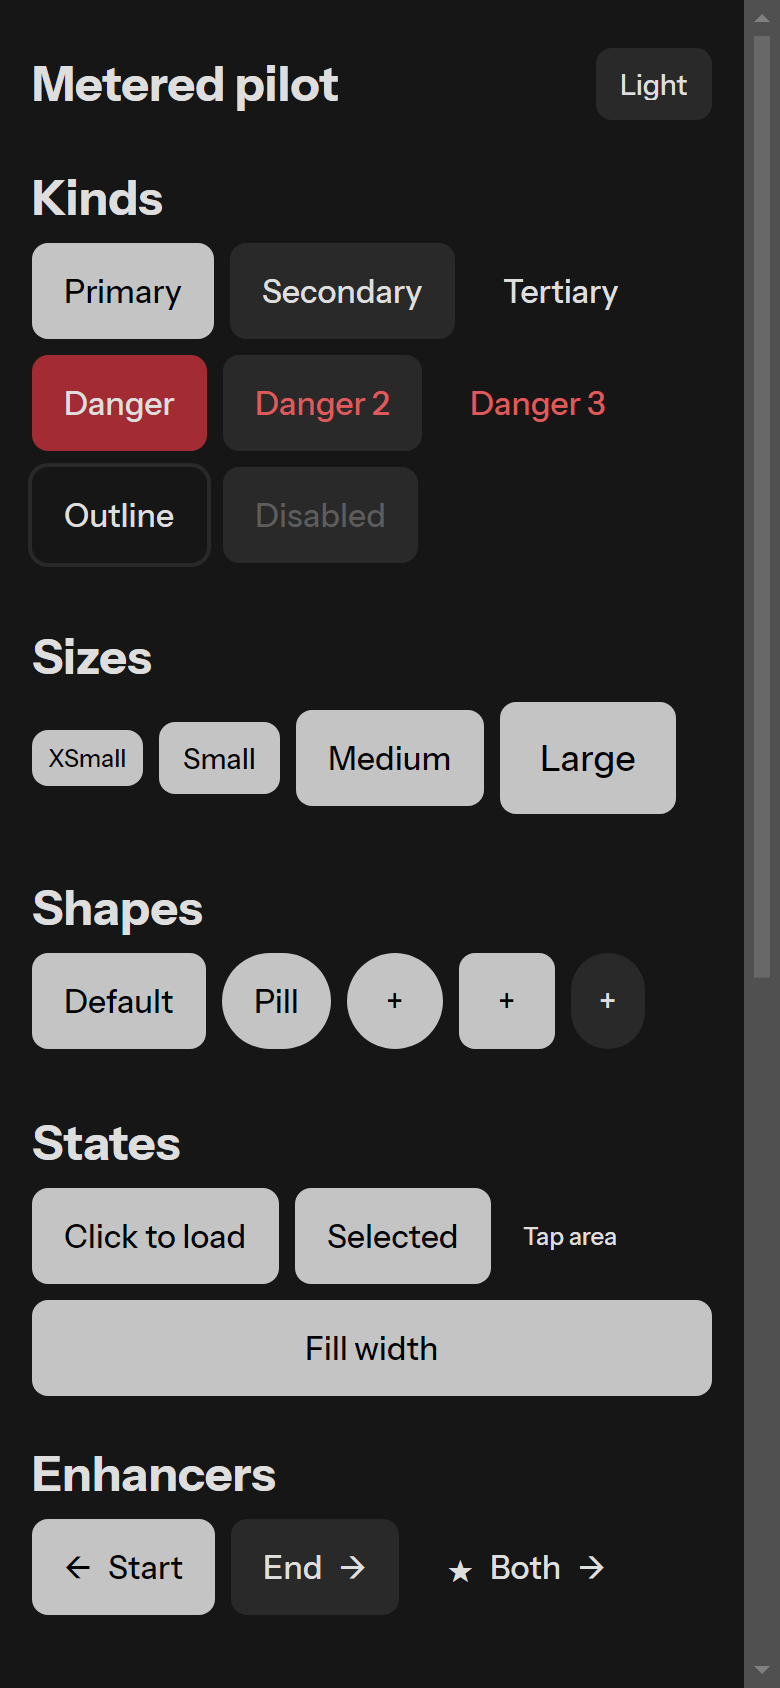 Metered pilot Light
Kinds
Primary Secondary Tertiary
Danger Danger 2 Danger 3
Outline Disabled
Sizes
XSmall Small Medium Large
Shapes
Default Pill + + +
States
Click to load Selected Tap area
Fill width
Enhancers
← Start End → ★ Both →